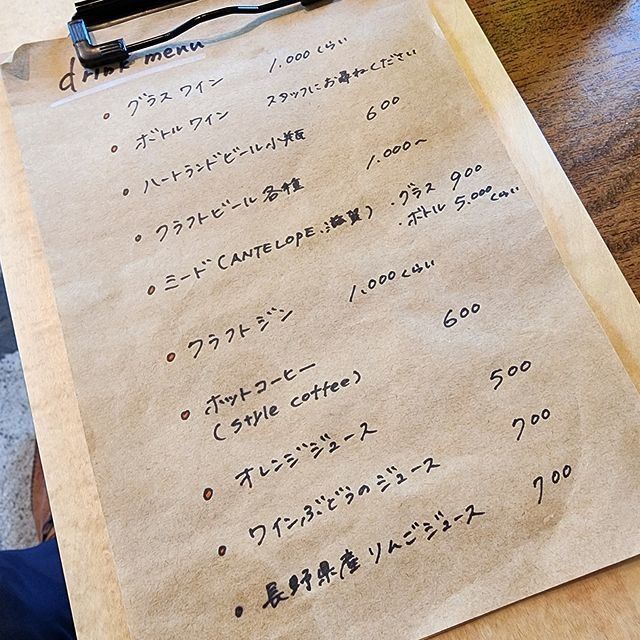 drink menu
・グラスワイン 1.000くらい
・ボトルワイン スタッフにお尋ねください
・ハートランドビール小瓶 600
・クラフトビール各種 1.000〜
・ミード(ANTELOPE.滋賀) ・グラス 900
・ボトル 5.000くらい
・クラフトジン 1.000くらい
・ホットコーヒー 600
(style coffee)
・オレンジジュース 500
・ワインぶどうのジュース 700
・長野県産りんごジュース 700